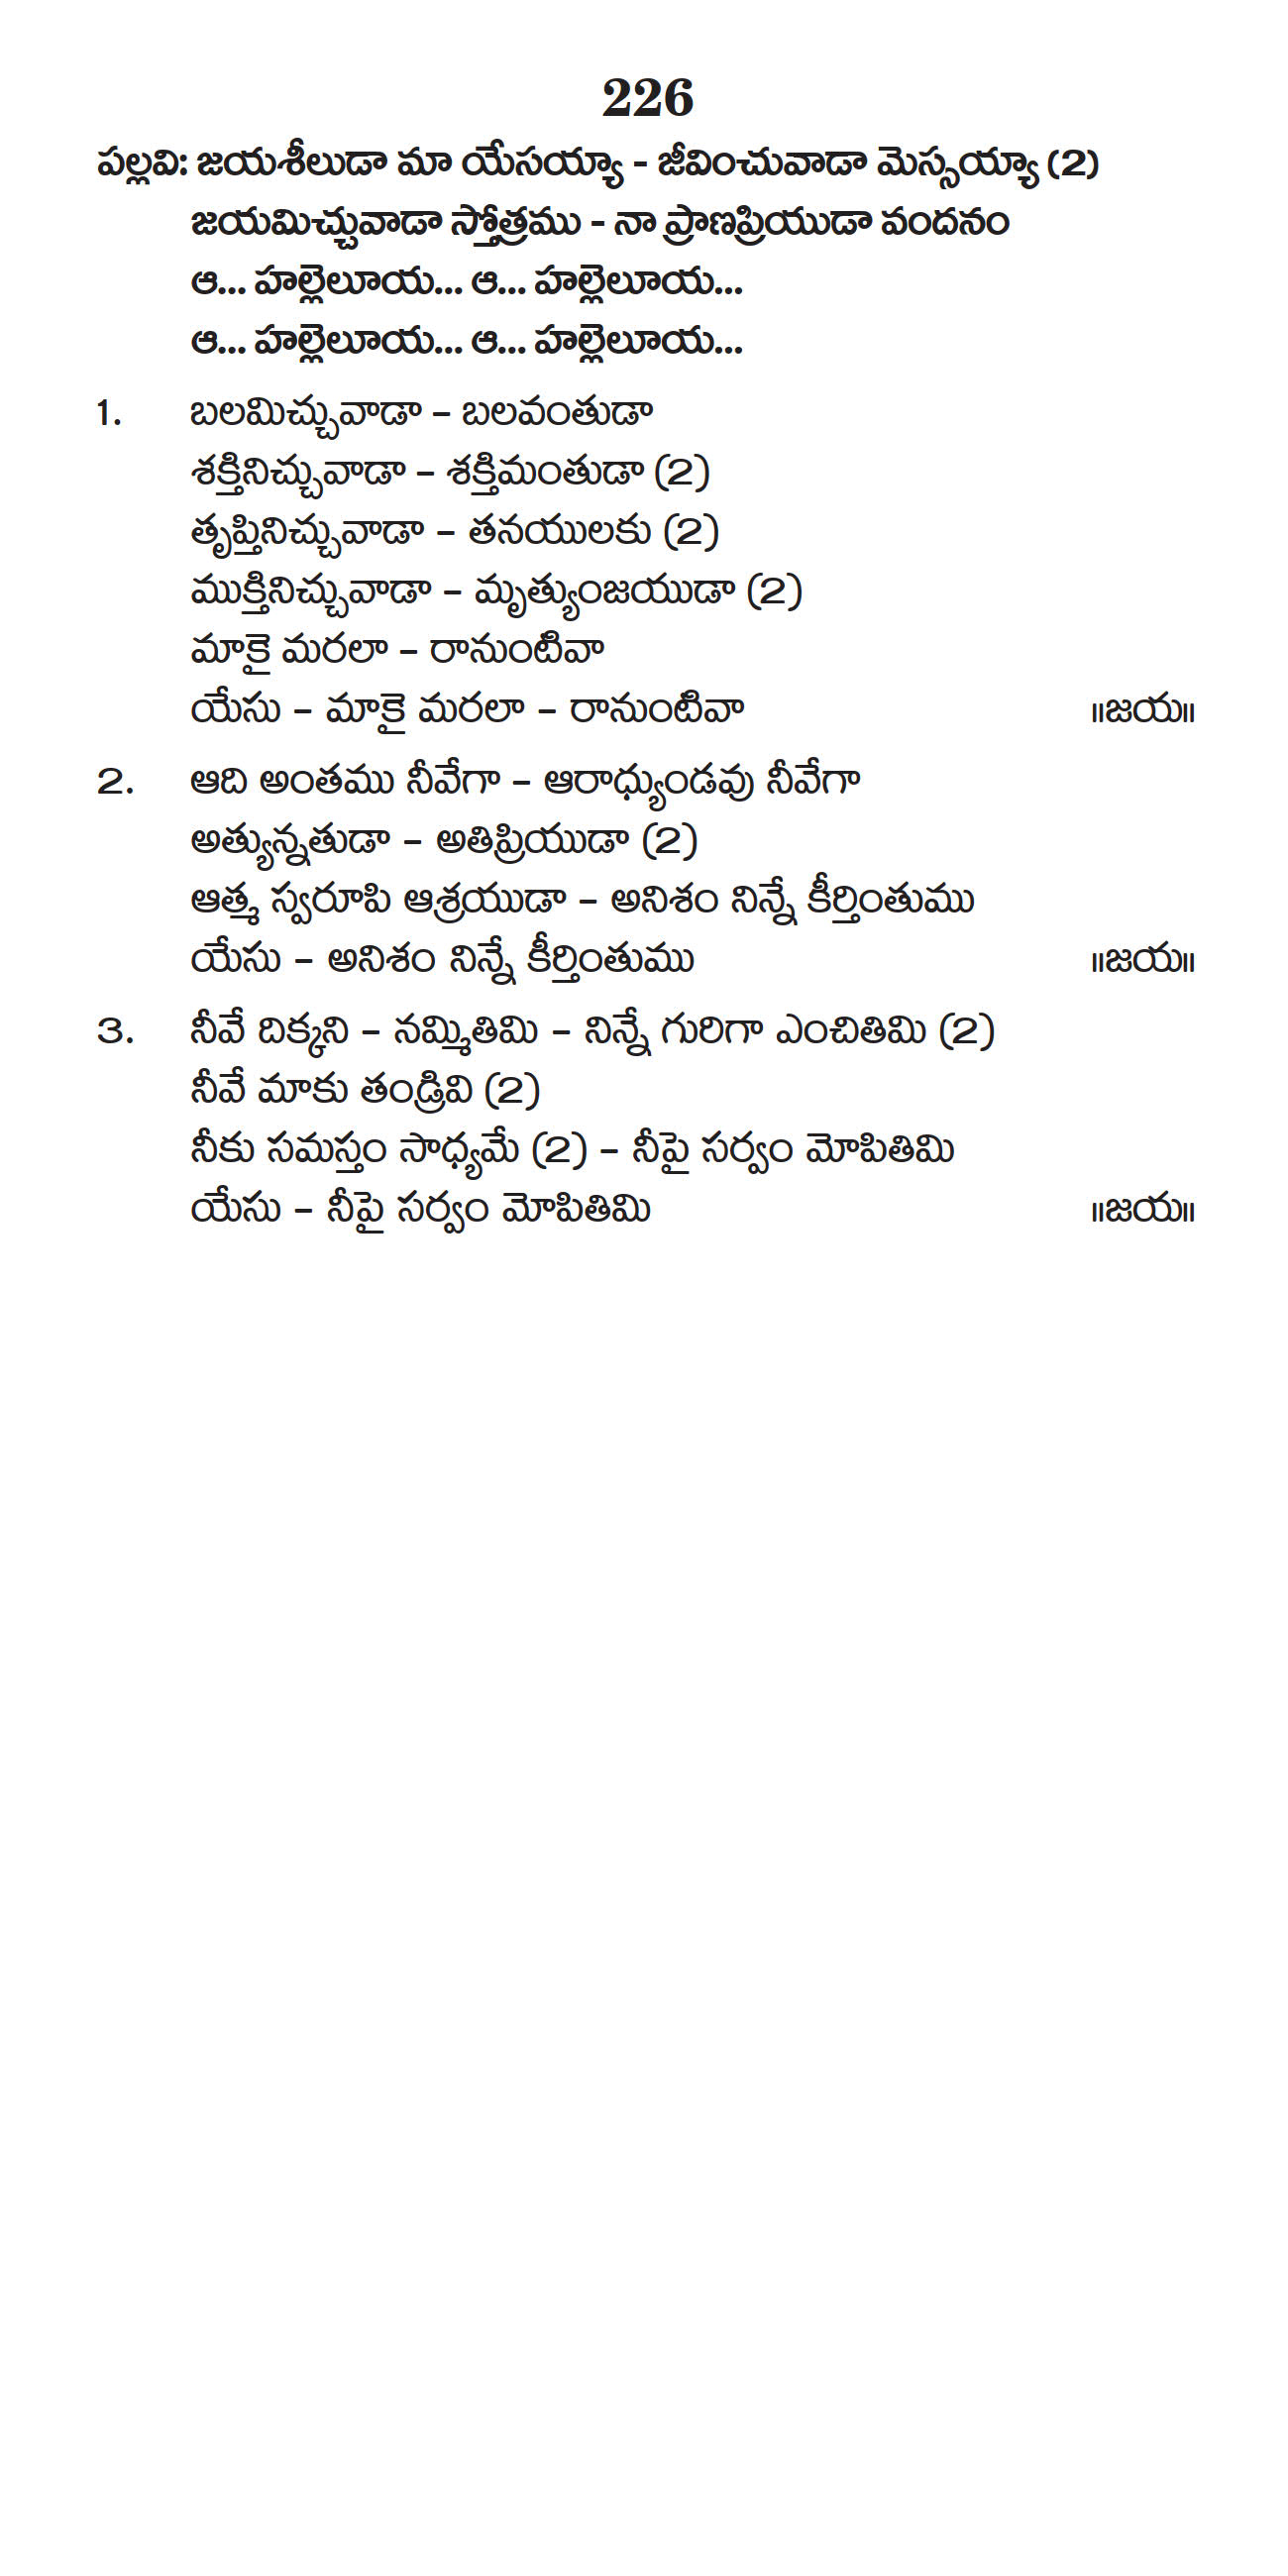 226
పల్లవి: జయశీలుడా మా యేసయ్యా - జీవించువాడా మెస్సయ్యా (2)
జయమిచ్చువాడా స్తోత్రము - నా ప్రాణప్రియుడా వందనం
ఆ... హల్లెలూయ... ఆ... హల్లెలూయ...
ఆ... హల్లెలూయ... ఆ... హల్లెలూయ...
1. బలమిచ్చువాడా – బలవంతుడా
శక్తినిచ్చువాడా – శక్తిమంతుడా (2)
తృప్తినిచ్చువాడా – తనయులకు (2)
ముక్తినిచ్చువాడా – మృత్యుంజయుడా (2)
మాకై మరలా – రానుంటివా
యేసు – మాకై మరలా – రానుంటివా ॥జయ॥
2. ఆది అంతము నీవేగా – ఆరాధ్యుండవు నీవేగా
అత్యున్నతుడా – అతిప్రియుడా (2)
ఆత్మ స్వరూపి ఆశ్రయుడా – అనిశం నిన్నే కీర్తింతుము
యేసు – అనిశం నిన్నే కీర్తింతుము ॥జయ॥
3. నీవే దిక్కని – నమ్మితిమి – నిన్నే గురిగా ఎంచితిమి (2)
నీవే మాకు తండ్రివి (2)
నీకు సమస్తం సాధ్యమే (2) – నీపై సర్వం మోపితిమి
యేసు – నీపై సర్వం మోపితిమి ॥జయ॥